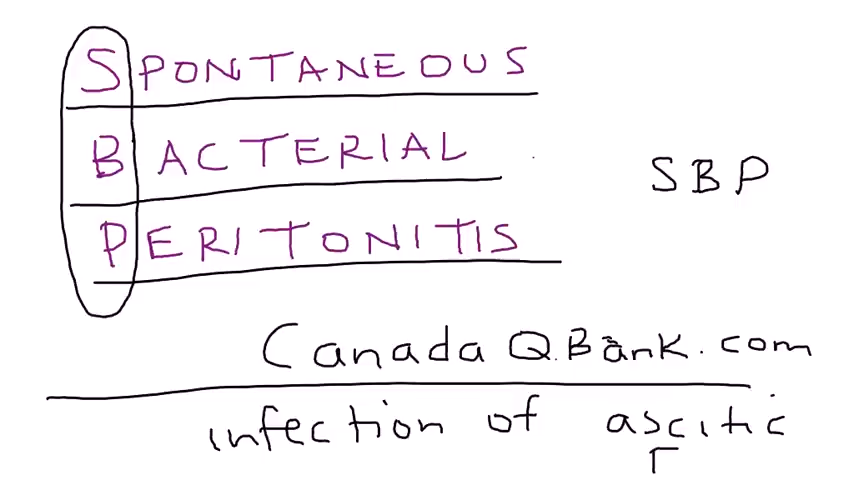 SPONTANEOUS
BACTERIAL
SBP
PERITONITIS
CanadaQBank.com
infection of ascitic